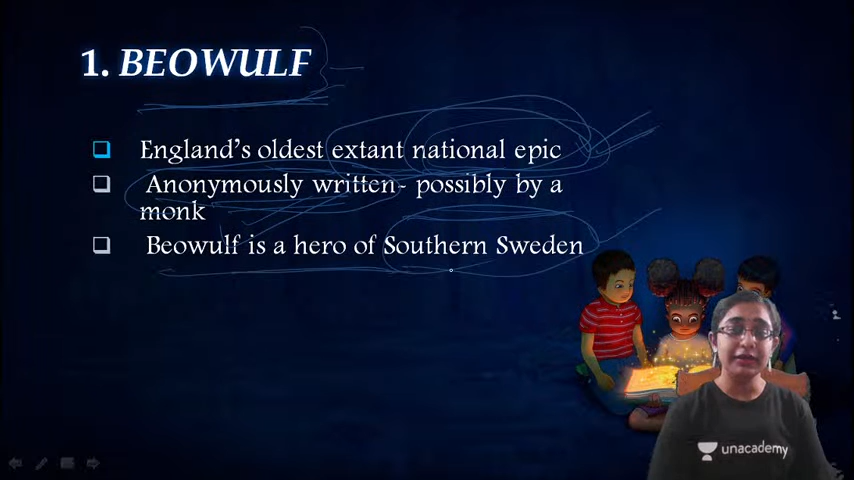 1. BEOWULF
England's oldest extant national epic
Anonymously written- possibly by a
monk
Beowulf is a hero of Southern Sweden
unacademy